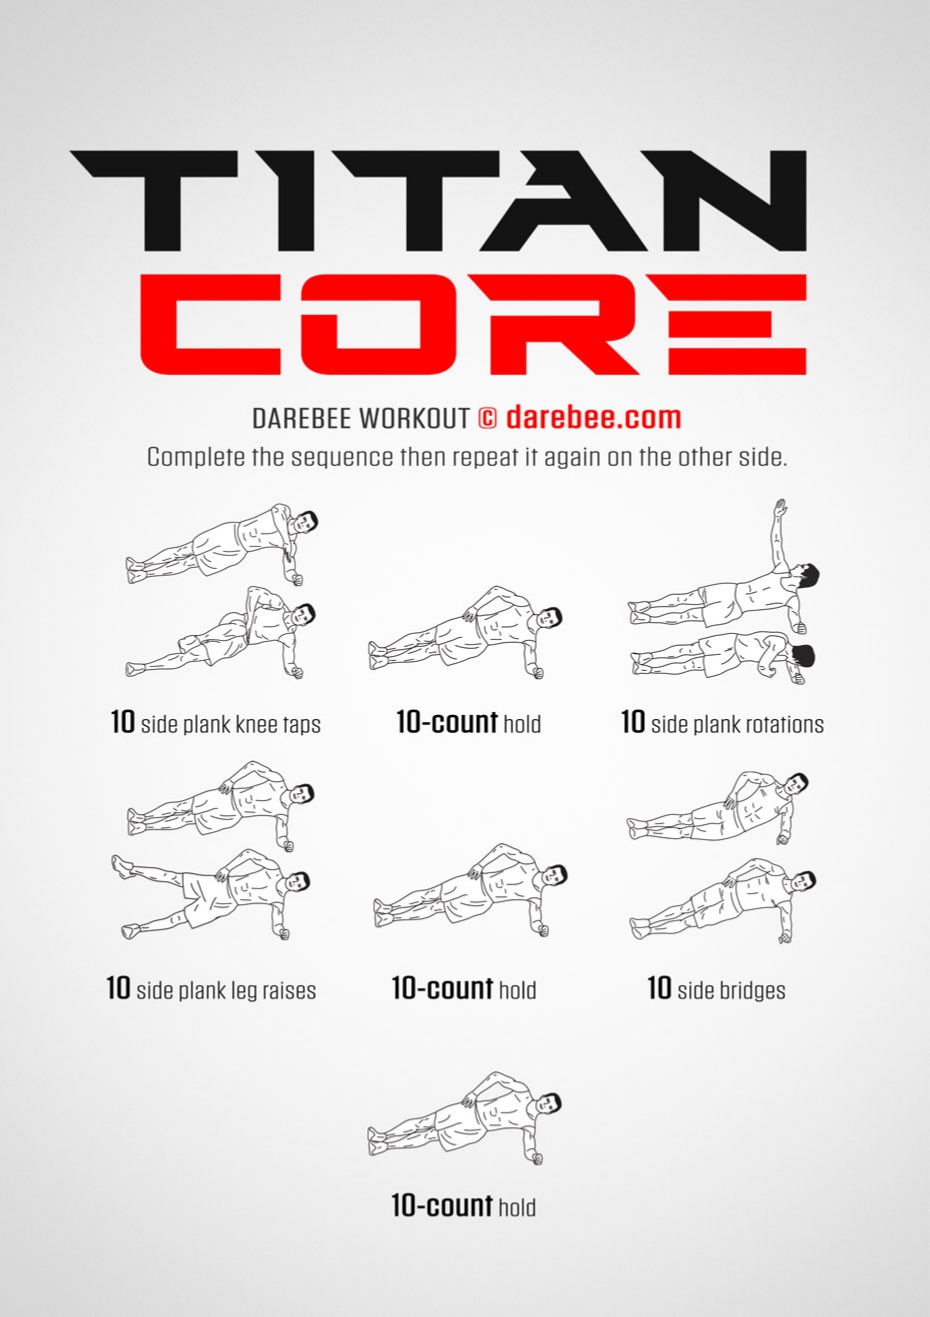 TITAN
CORE
DAREBEE WORKOUT © darebee.com
Complete the sequence then repeat it again on the other side.
10 side plank knee taps
10-count hold
10 side plank rotations
10 side plank leg raises
10-count hold
10 side bridges
10-count hold